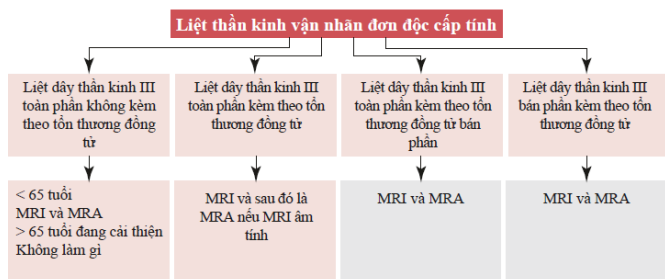 Liệt thần kinh vận nhãn đơn độc cấp tính
Liệt dây thần kinh III
toàn phần không kèm
theo tổn thương đồng
tử
Liệt dây thần kinh III
toàn phần kèm theo tổn
thương đồng tử
Liệt dây thần kinh III
toàn phần kèm theo tổn
thương đồng tử bán
phần
Liệt dây thần kinh III
bán phần kèm theo tổn
thương đồng tử
< 65 tuổi
MRI và MRA
> 65 tuổi đang cải thiện
Không làm gì
MRI và sau đó là
MRA nếu MRI âm
tính
MRI và MRA
MRI và MRA